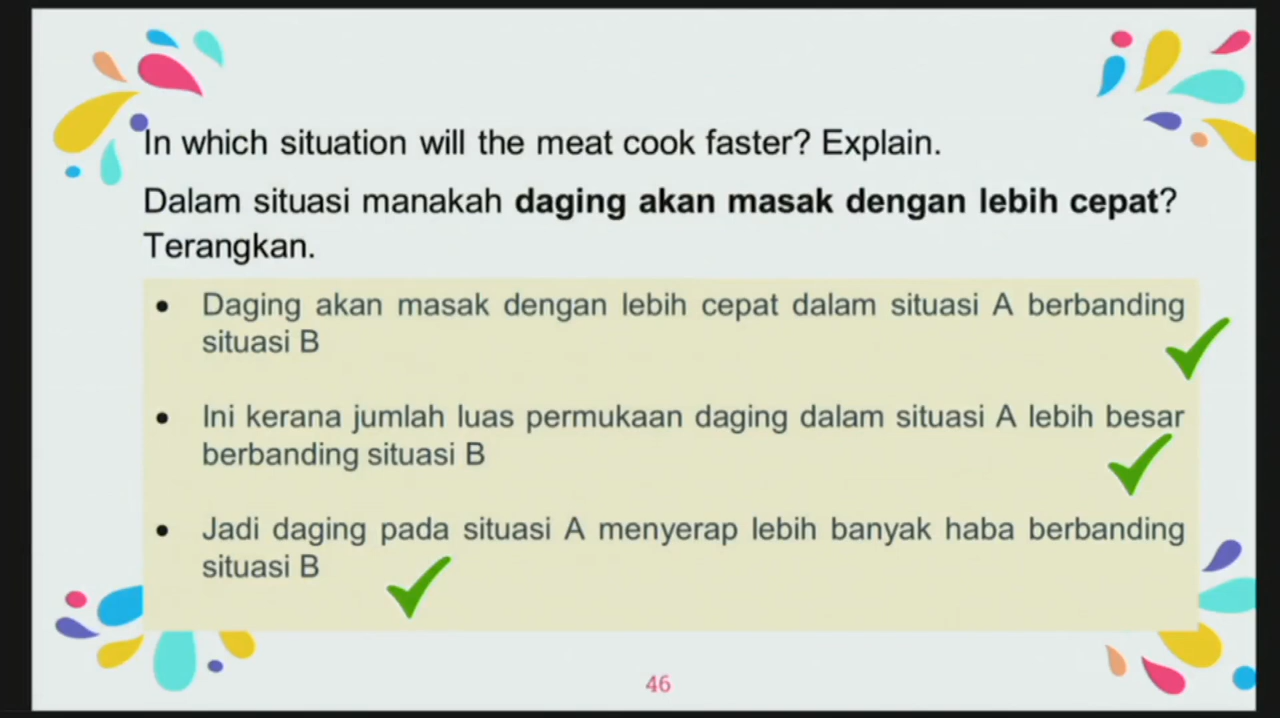 In which situation will the meat cook faster? Explain.
Dalam situasi manakah daging akan masak dengan lebih cepat?
Terangkan.
• Daging akan masak dengan lebih cepat dalam situasi A berbanding
situasi B
• Ini kerana jumlah luas permukaan daging dalam situasi A lebih besar
berbanding situasi B
• Jadi daging pada situasi A menyerap lebih banyak haba berbanding
situasi B
46